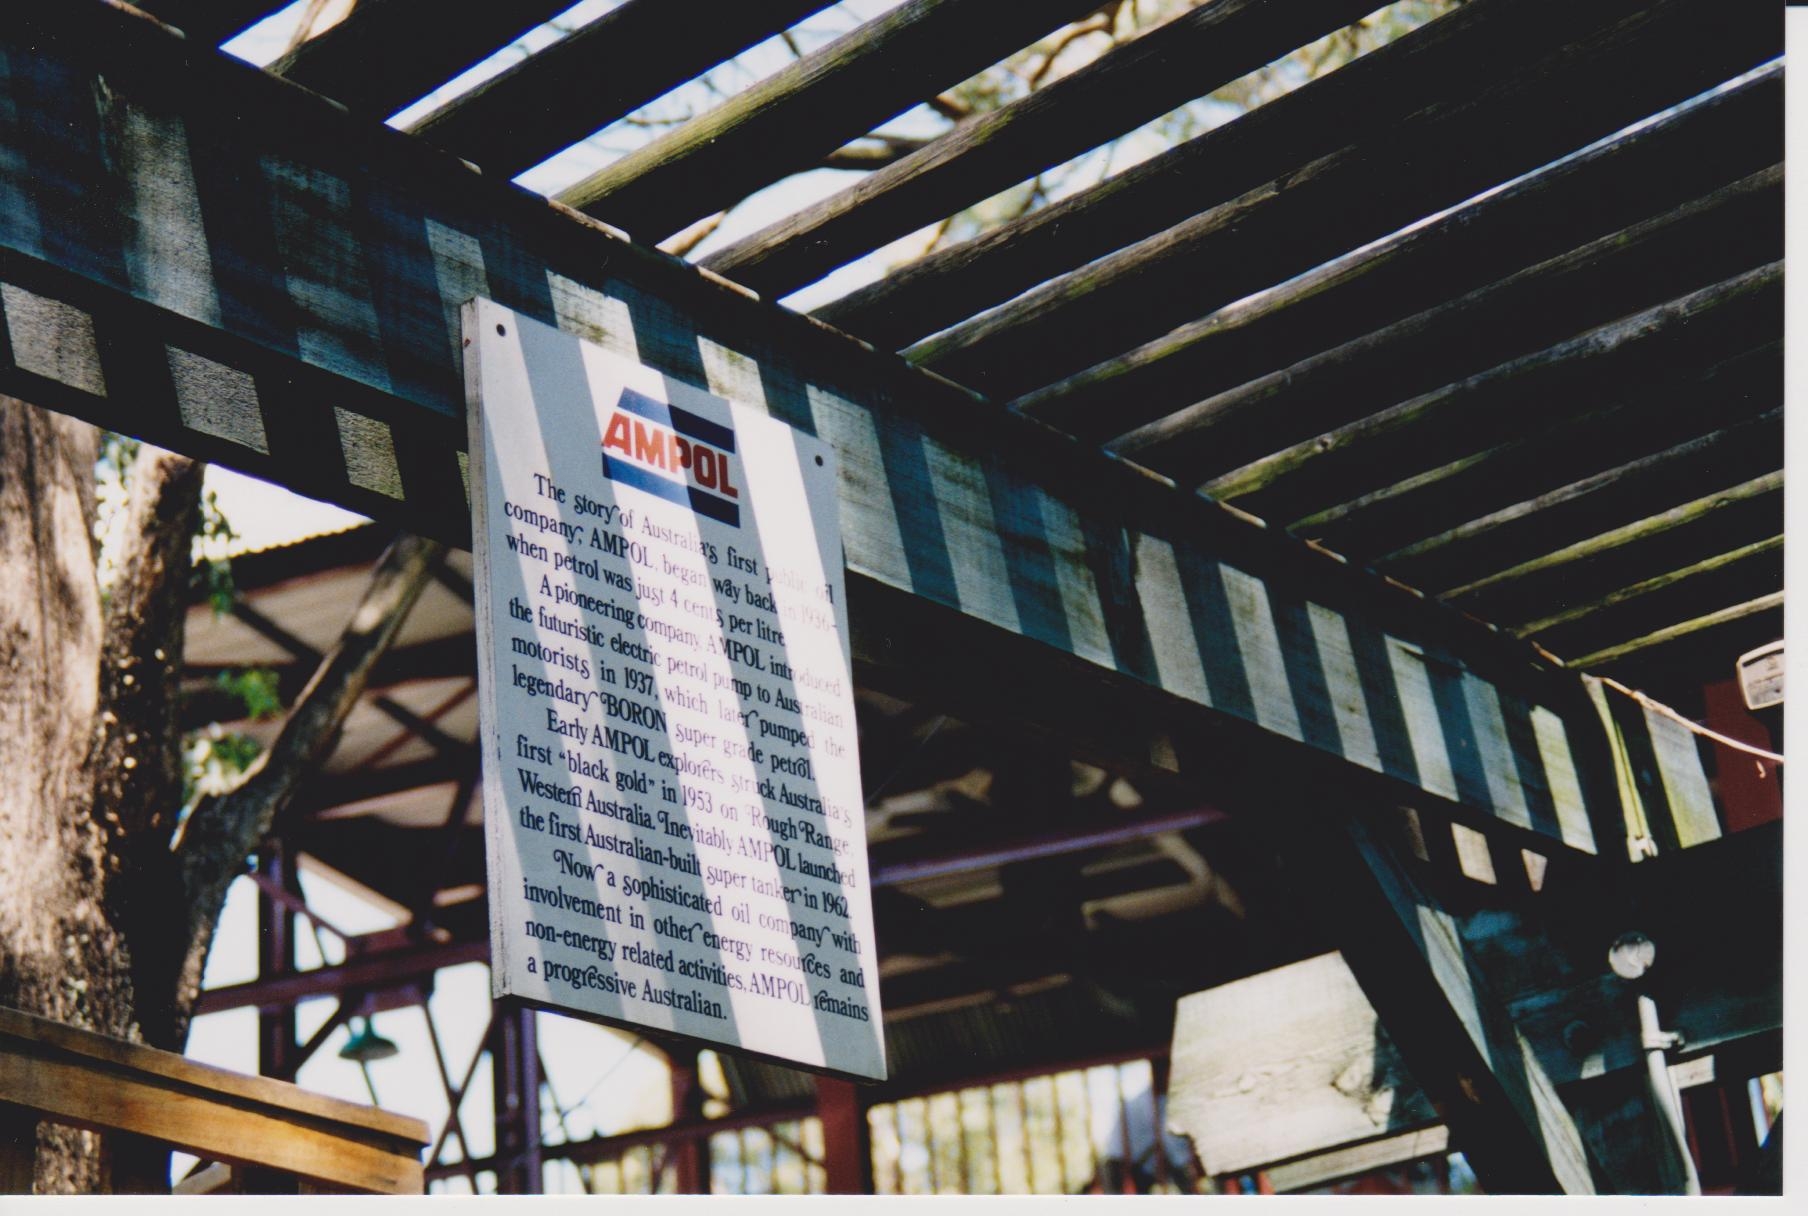 AMPOL
The story of Australia's first public oil
company, AMPOL, began way back in 1936–
when petrol was just 4 cents per litre.
A pioneering company, AMPOL introduced
the futuristic electric petrol pump to Australian
motorists in 1937, which later pumped the
legendary BORON super grade petrol.
Early AMPOL explorers struck Australia's
first “black gold” in 1953 on Rough Range,
Western Australia. Inevitably AMPOL launched
the first Australian-built super tanker in 1962.
Now a sophisticated oil company with
involvement in other energy resources and
non-energy related activities, AMPOL remains
a progressive Australian.